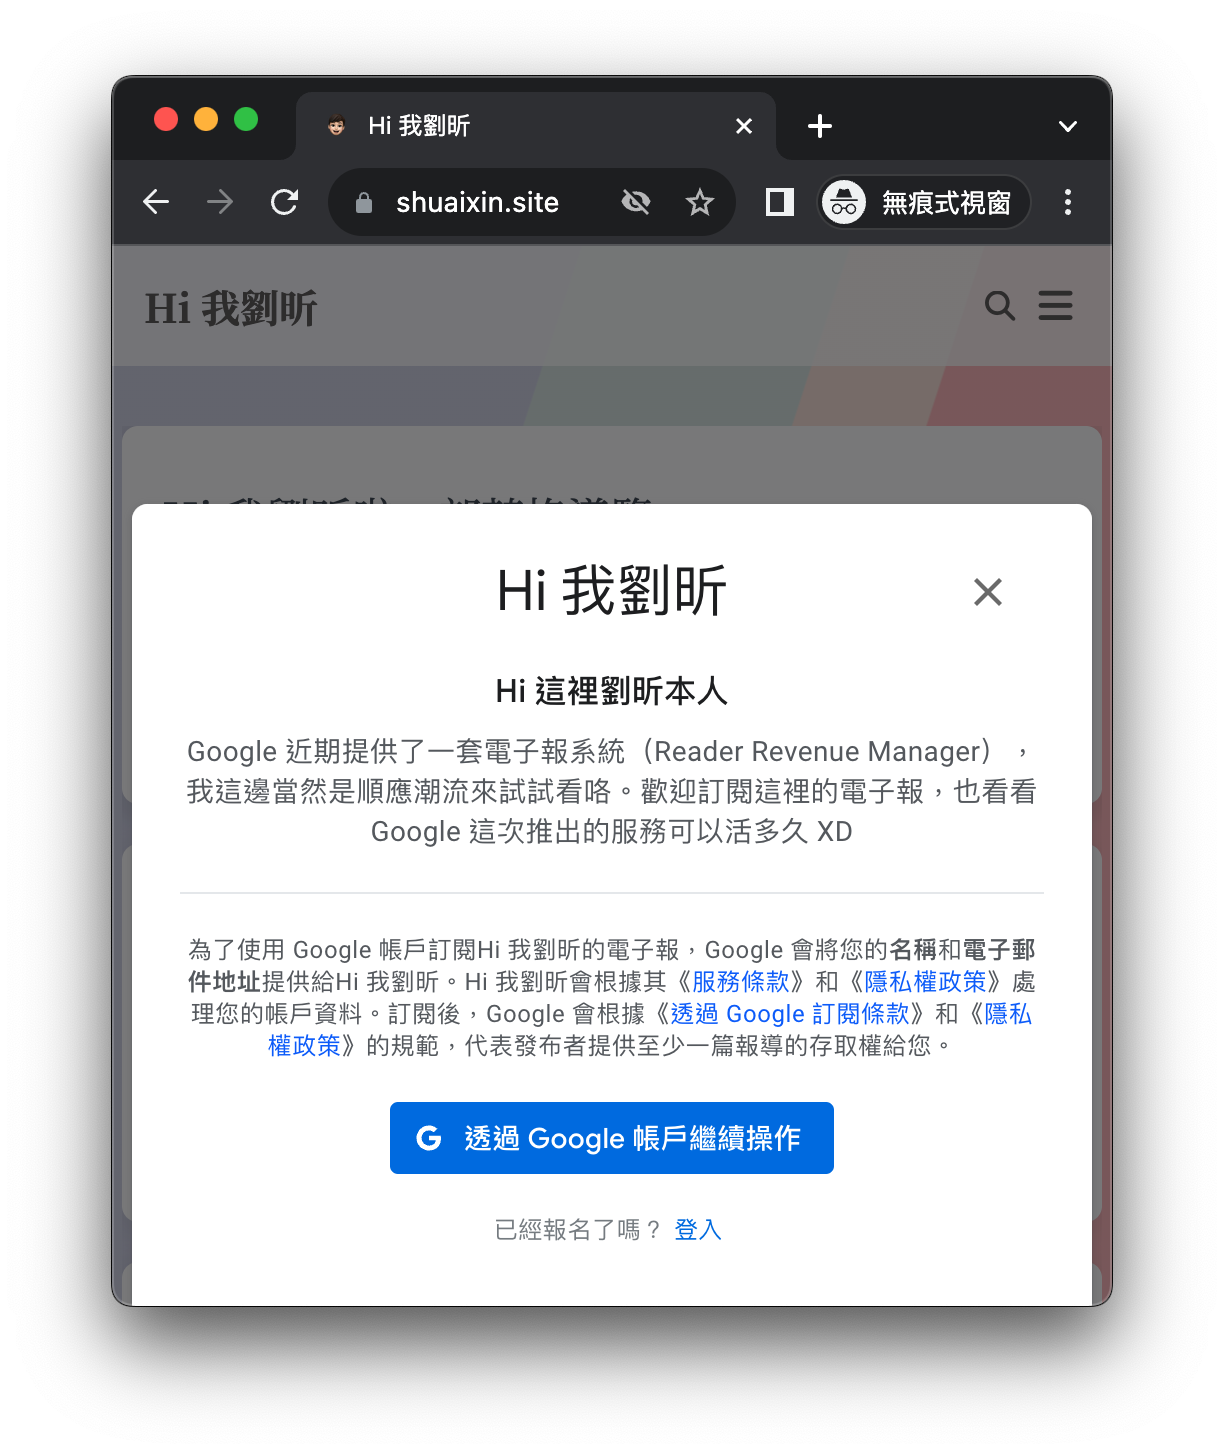 Hi 我劉昕
shuaixin.site
無痕式視窗
Hi 我劉昕
Hi 我劉昕
Hi 這裡劉昕本人
Google 近期提供了一套電子報系統（Reader Revenue Manager），
我這邊當然是順應潮流來試試看咯。歡迎訂閱這裡的電子報，也看看
Google 這次推出的服務可以活多久 XD
為了使用 Google 帳戶訂閱Hi 我劉昕的電子報，Google 會將您的名稱和電子郵
件地址提供給Hi 我劉昕。Hi 我劉昕會根據其《服務條款》和《隱私權政策》處
理您的帳戶資料。訂閱後，Google 會根據《透過 Google 訂閱條款》和《隱私
權政策》的規範，代表發布者提供至少一篇報導的存取權給您。
G 透過 Google 帳戶繼續操作
已經報名了嗎？ 登入